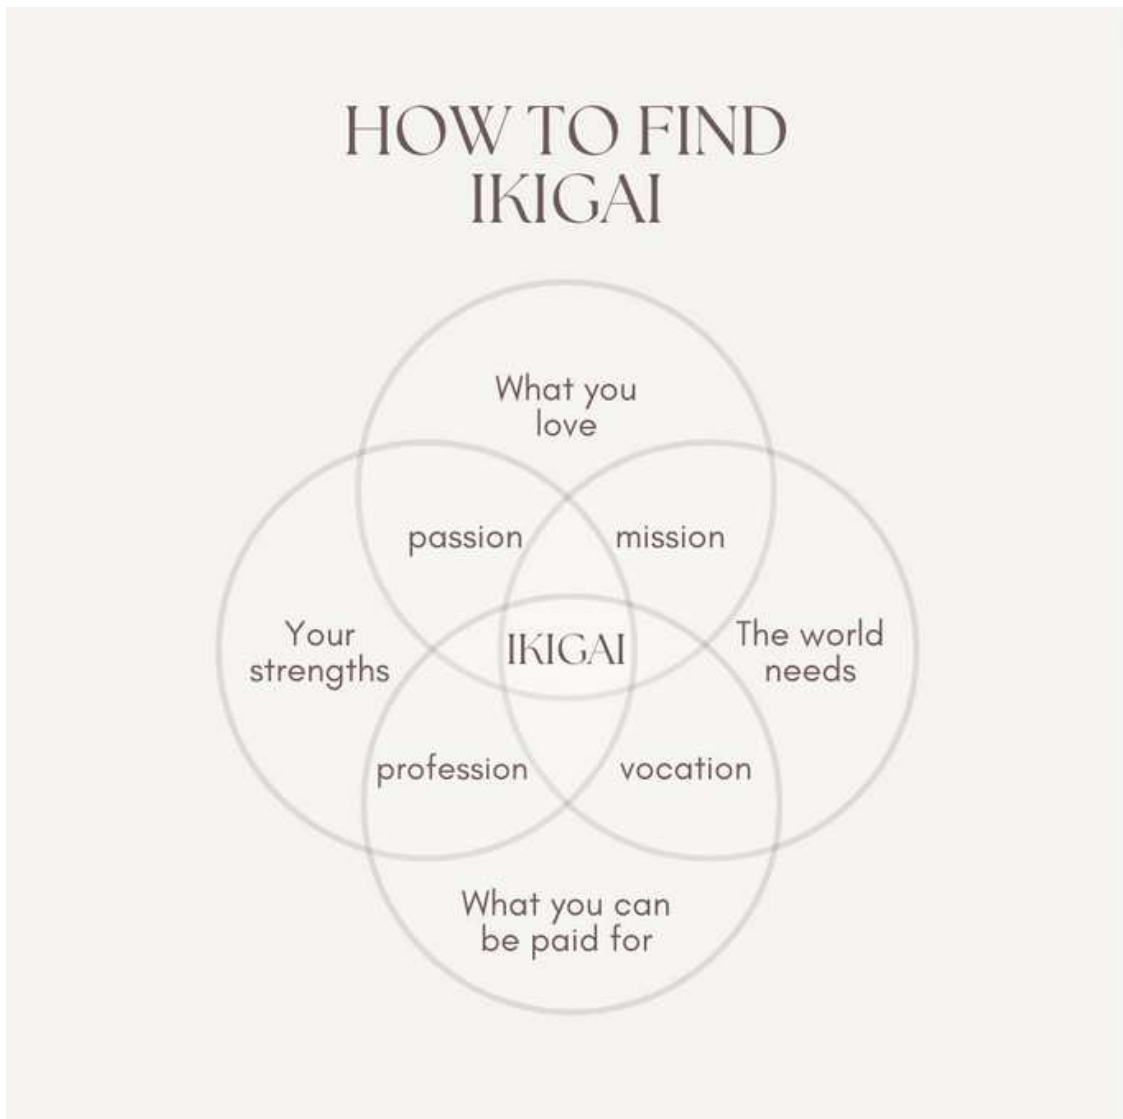 HOW TO FIND
IKIGAI
What you
love
passion
mission
Your
strengths
IKIGAI
The world
needs
profession
vocation
What you can
be paid for